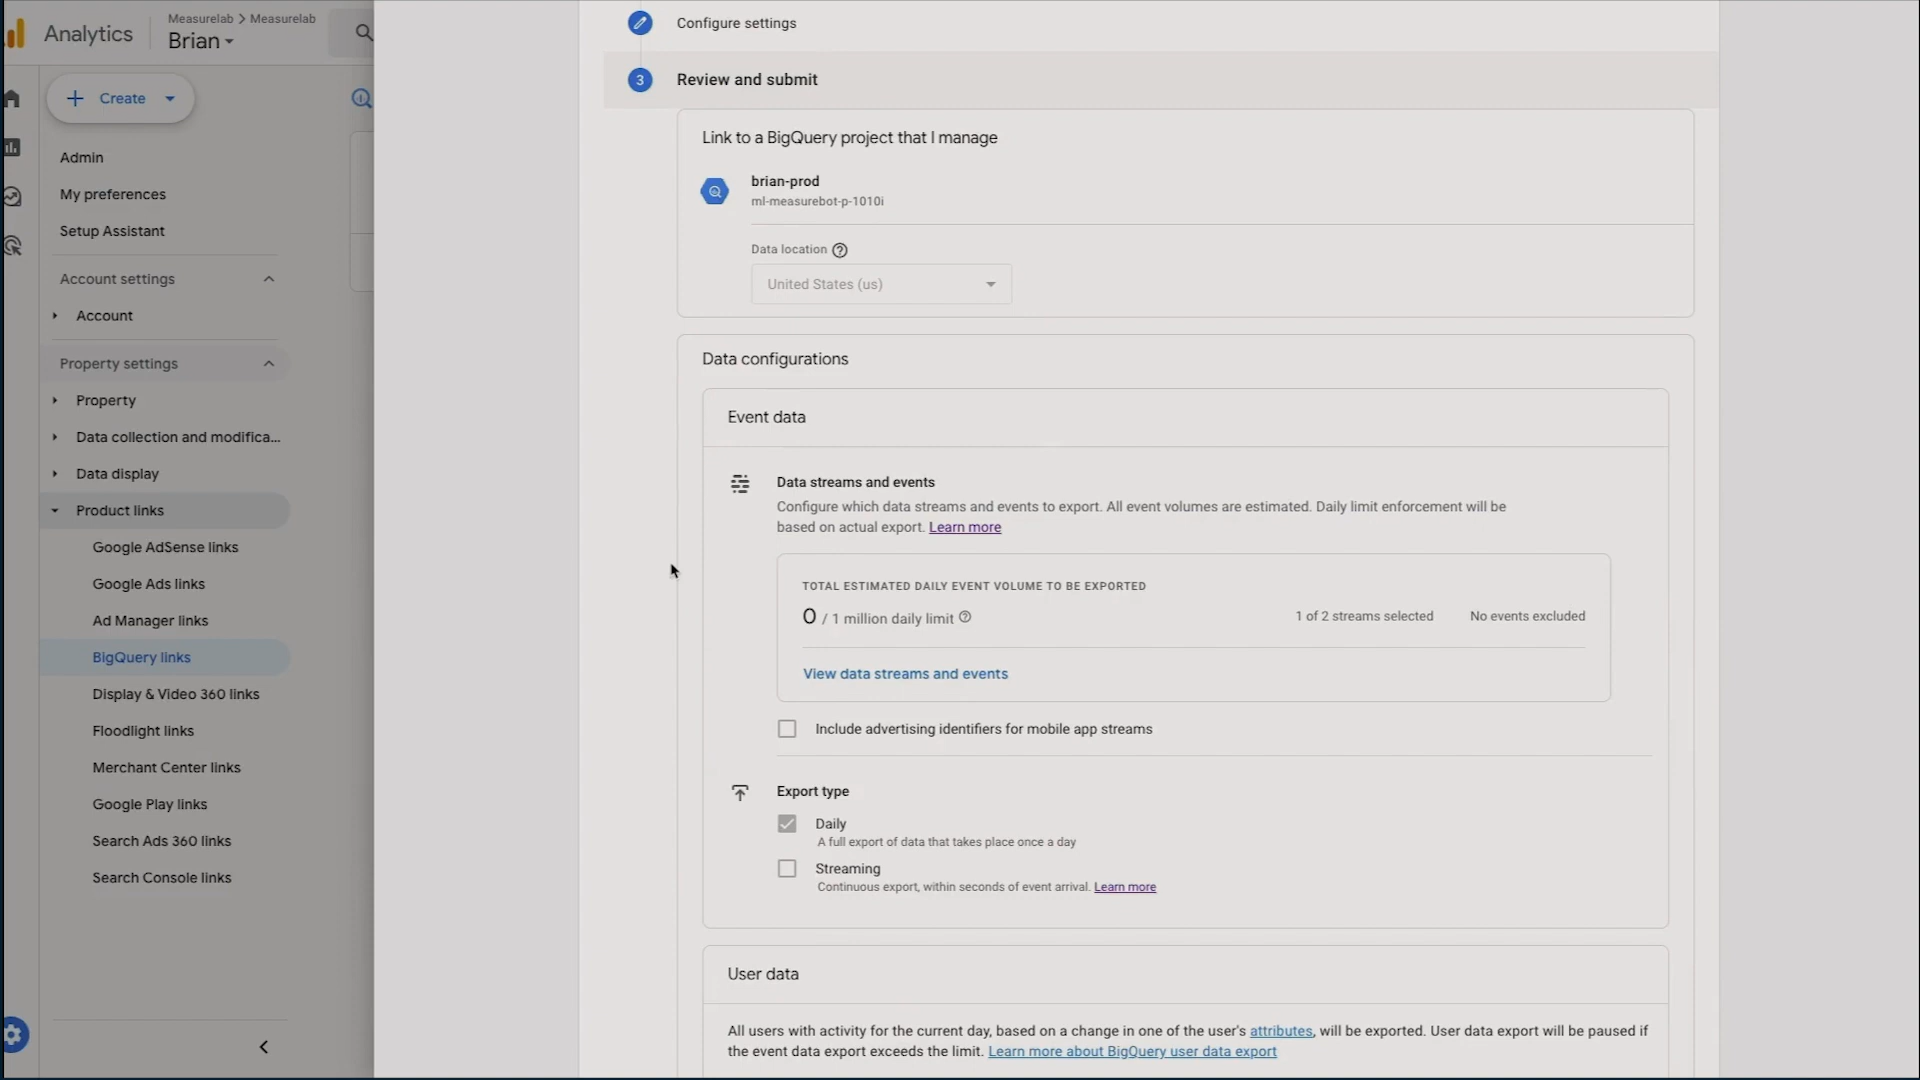 Analytics
Measurelab > Measurelab
Brian
Create
Admin
My preferences
Setup Assistant
Account settings
Account
Property settings
Property
Data collection and modifica...
Data display
Product links
Google AdSense links
Google Ads links
Ad Manager links
BigQuery links
Display & Video 360 links
Floodlight links
Merchant Center links
Google Play links
Search Ads 360 links
Search Console links
Configure settings
3 Review and submit
Link to a BigQuery project that I manage
brian-prod
ml-measurebot-p-1010i
Data location
United States (us)
Data configurations
Event data
Data streams and events
Configure which data streams and events to export. All event volumes are estimated. Daily limit enforcement will be
based on actual export. Learn more
TOTAL ESTIMATED DAILY EVENT VOLUME TO BE EXPORTED
0 / 1 million daily limit 1 of 2 streams selected No events excluded
View data streams and events
Include advertising identifiers for mobile app streams
Export type
Daily
A full export of data that takes place once a day
Streaming
Continuous export, within seconds of event arrival. Learn more
User data
All users with activity for the current day, based on a change in one of the user's attributes, will be exported. User data export will be paused if
the event data export exceeds the limit. Learn more about BigQuery user data export